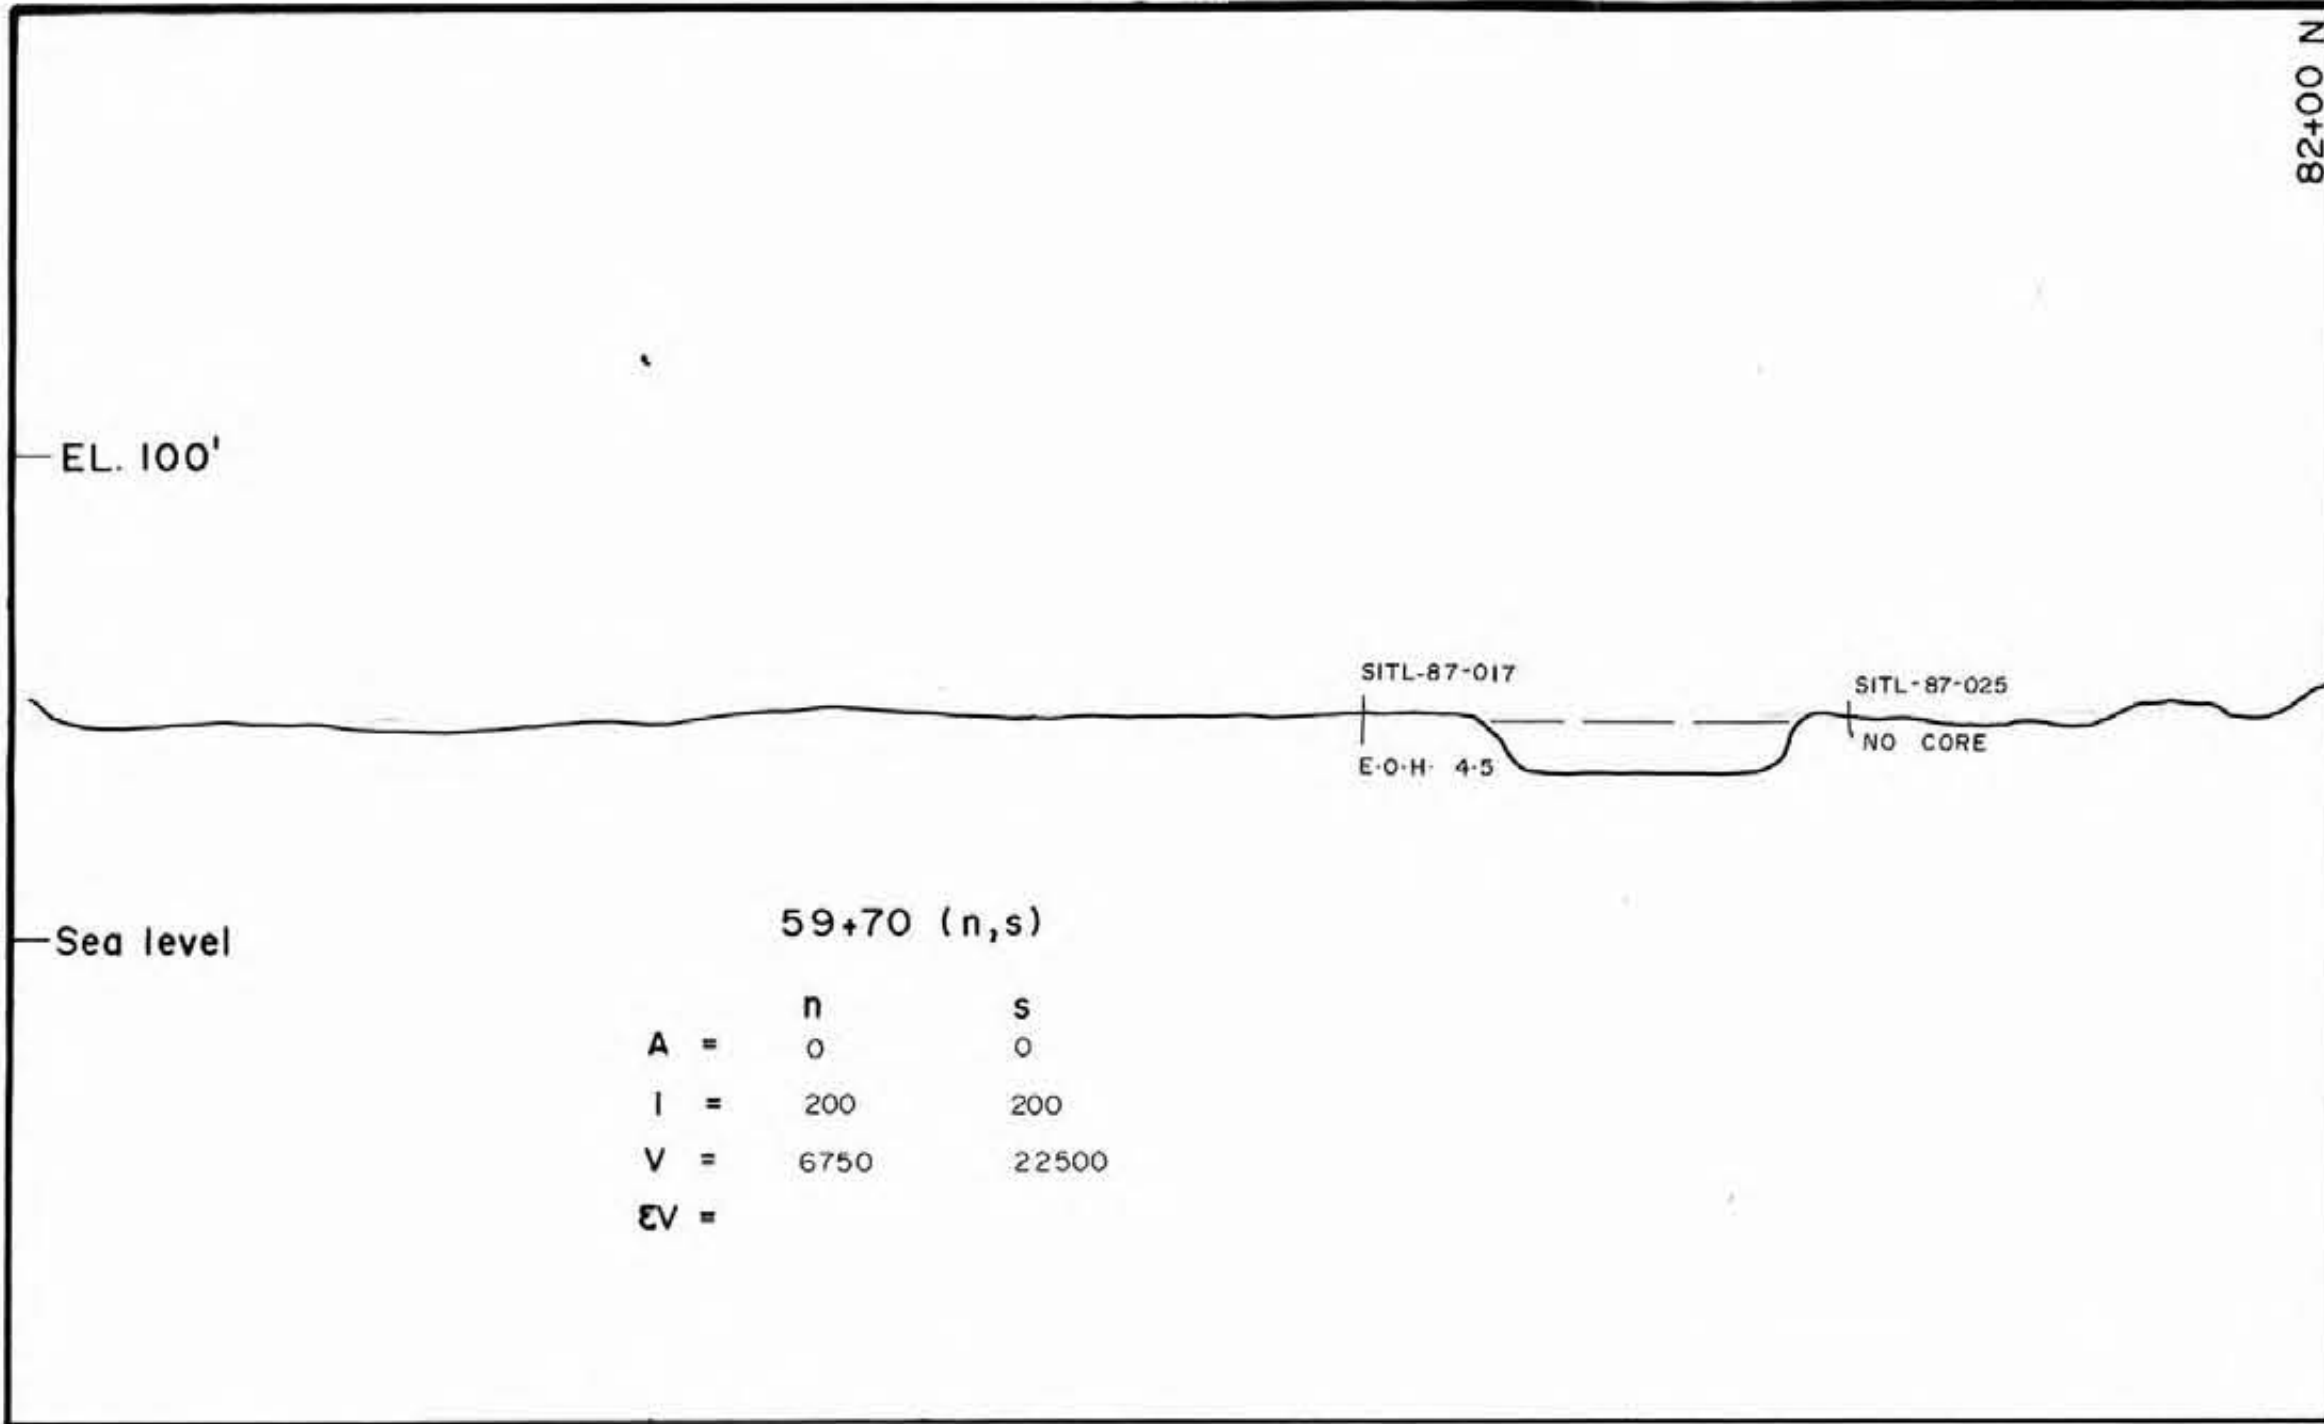 82+00 N
EL. 100'
SITL-87-017
SITL-87-025
NO CORE
E.O.H. 4.5
59+70 (n,s)
Sea level
n s
A = 0 0
l = 200 200
V = 6750 22500
ΣV =